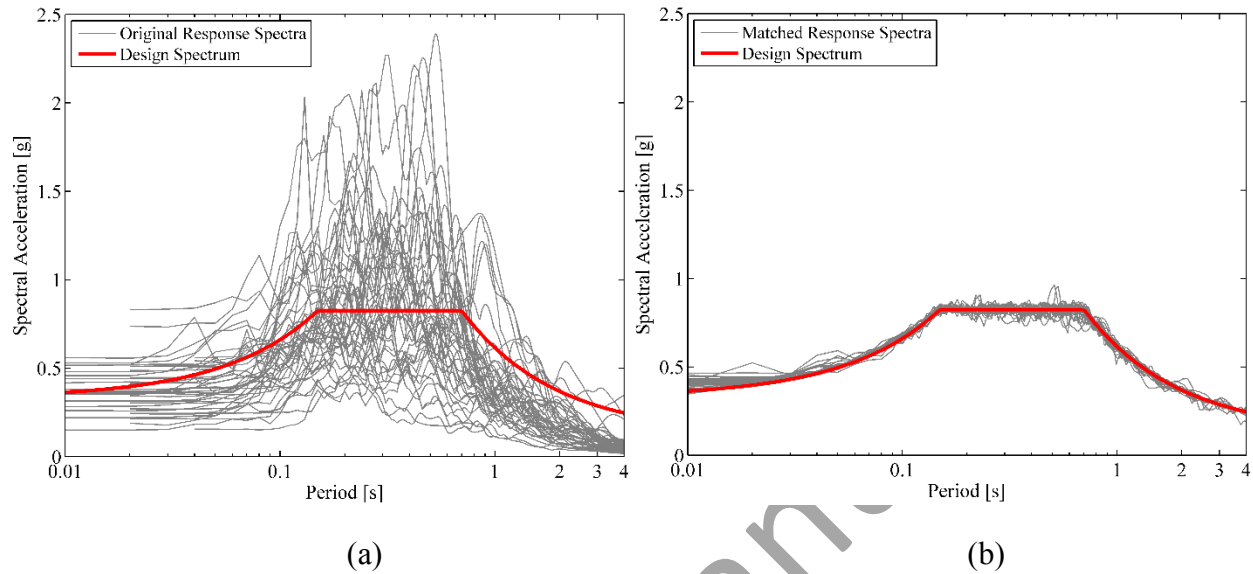 Original Response Spectra
Design Spectrum
Spectral Acceleration [g]
2.5
2
1.5
1
0.5
0
0.01
0.1
1
2
3
4
Period [s]
(a)
Matched Response Spectra
Design Spectrum
Spectral Acceleration [g]
2.5
2
1.5
1
0.5
0
0.01
0.1
1
2
3
4
Period [s]
(b)